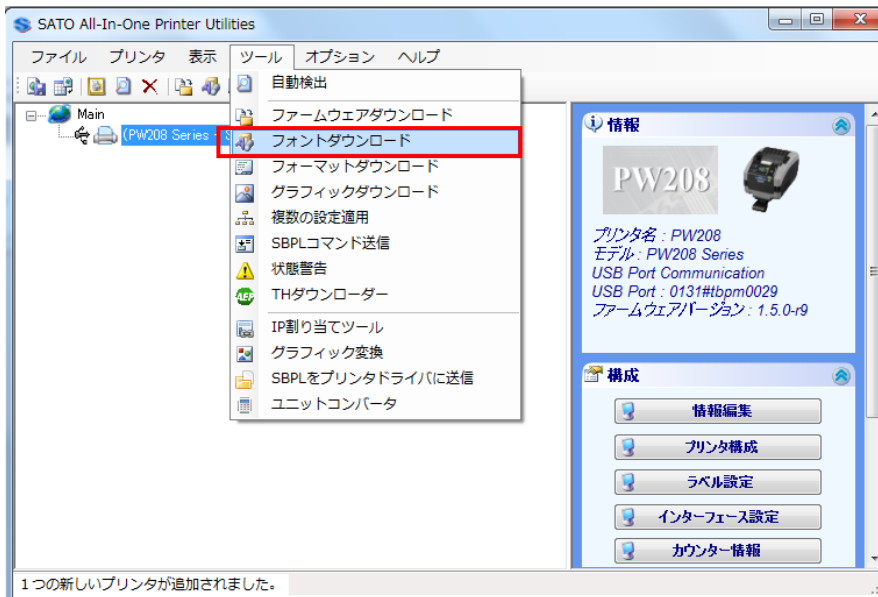 SATO All-In-One Printer Utilities
ファイル プリンタ 表示 ツール オプション ヘルプ
自動検出
ファームウェアダウンロード
フォントダウンロード
フォーマットダウンロード
グラフィックダウンロード
複数の設定適用
SBPLコマンド送信
状態警告
THダウンローダー
IP割り当てツール
グラフィック変換
SBPLをプリンタドライバに送信
ユニットコンバータ
Main
(PW208 Series - S
情報
PW208
プリンタ名 : PW208
モデル : PW208 Series
USB Port Communication
USB Port : 0131#tbpm0029
ファームウェアバージョン : 1.5.0-r9
構成
情報編集
プリンタ構成
ラベル設定
インターフェース設定
カウンター情報
1つの新しいプリンタが追加されました。